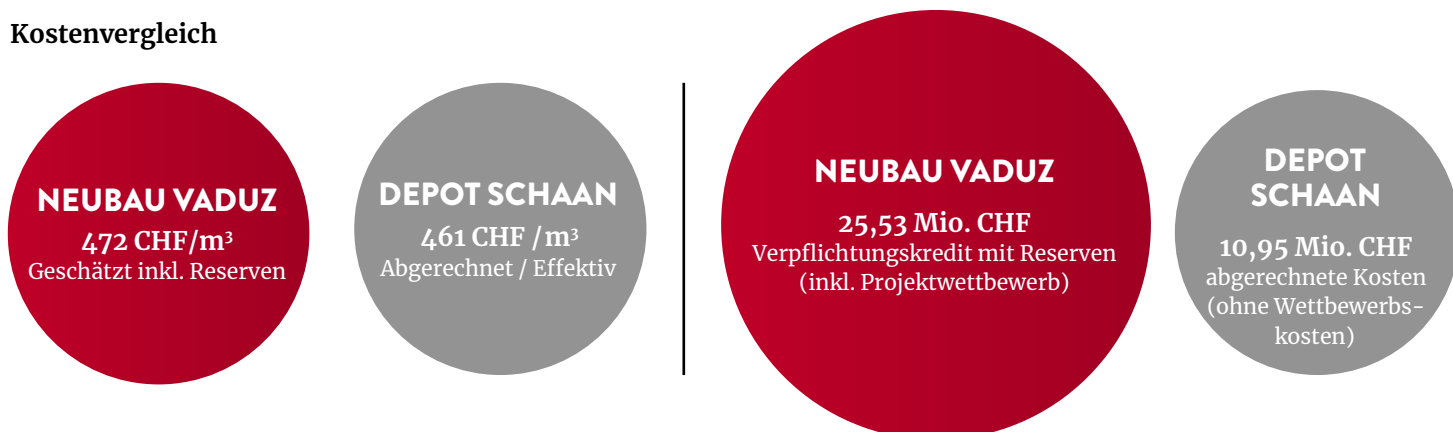 Kostenvergleich
NEUBAU VADUZ
472 CHF/m³
Geschätzt inkl. Reserven
DEPOT SCHAAN
461 CHF /m³
Abgerechnet / Effektiv
NEUBAU VADUZ
25,53 Mio. CHF
Verpflichtungskredit mit Reserven
(inkl. Projektwettbewerb)
DEPOT
SCHAAN
10,95 Mio. CHF
abgerechnete Kosten
(ohne Wettbewerbs-
kosten)